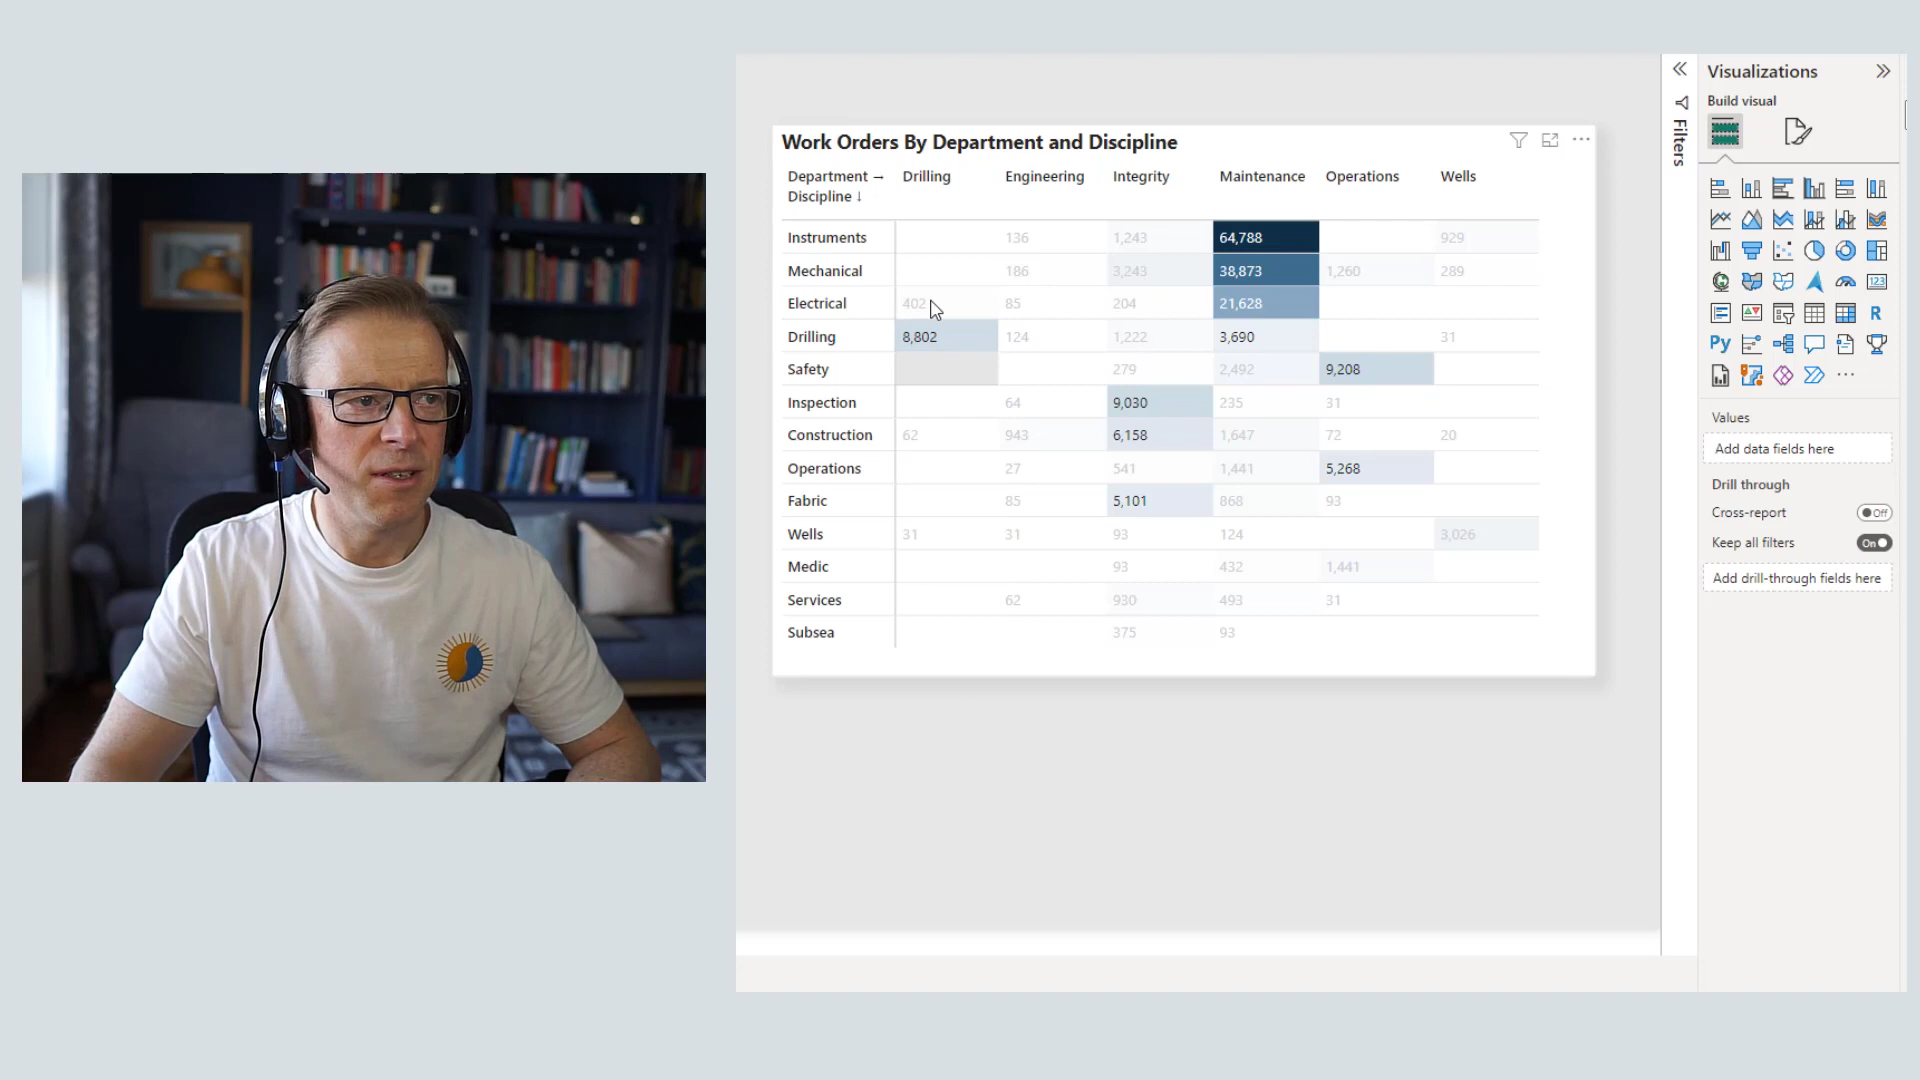 Work Orders By Department and Discipline
Department → Drilling Engineering Integrity Maintenance Operations Wells
Discipline ↓
Instruments 136 1,243 64,788 929
Mechanical 186 3,243 38,873 1,260 289
Electrical 402 85 204 21,628
Drilling 8,802 124 1,222 3,690 31
Safety 279 2,492 9,208
Inspection 64 9,030 235 31
Construction 62 943 6,158 1,647 72 20
Operations 27 541 1,441 5,268
Fabric 85 5,101 868 93
Wells 31 31 93 124 3,026
Medic 93 432 1,441
Services 62 930 493 31
Subsea 375 93
Filters
Visualizations
Build visual
123
R
Py
Values
Add data fields here
Drill through
Cross-report Off
Keep all filters On
Add drill-through fields here